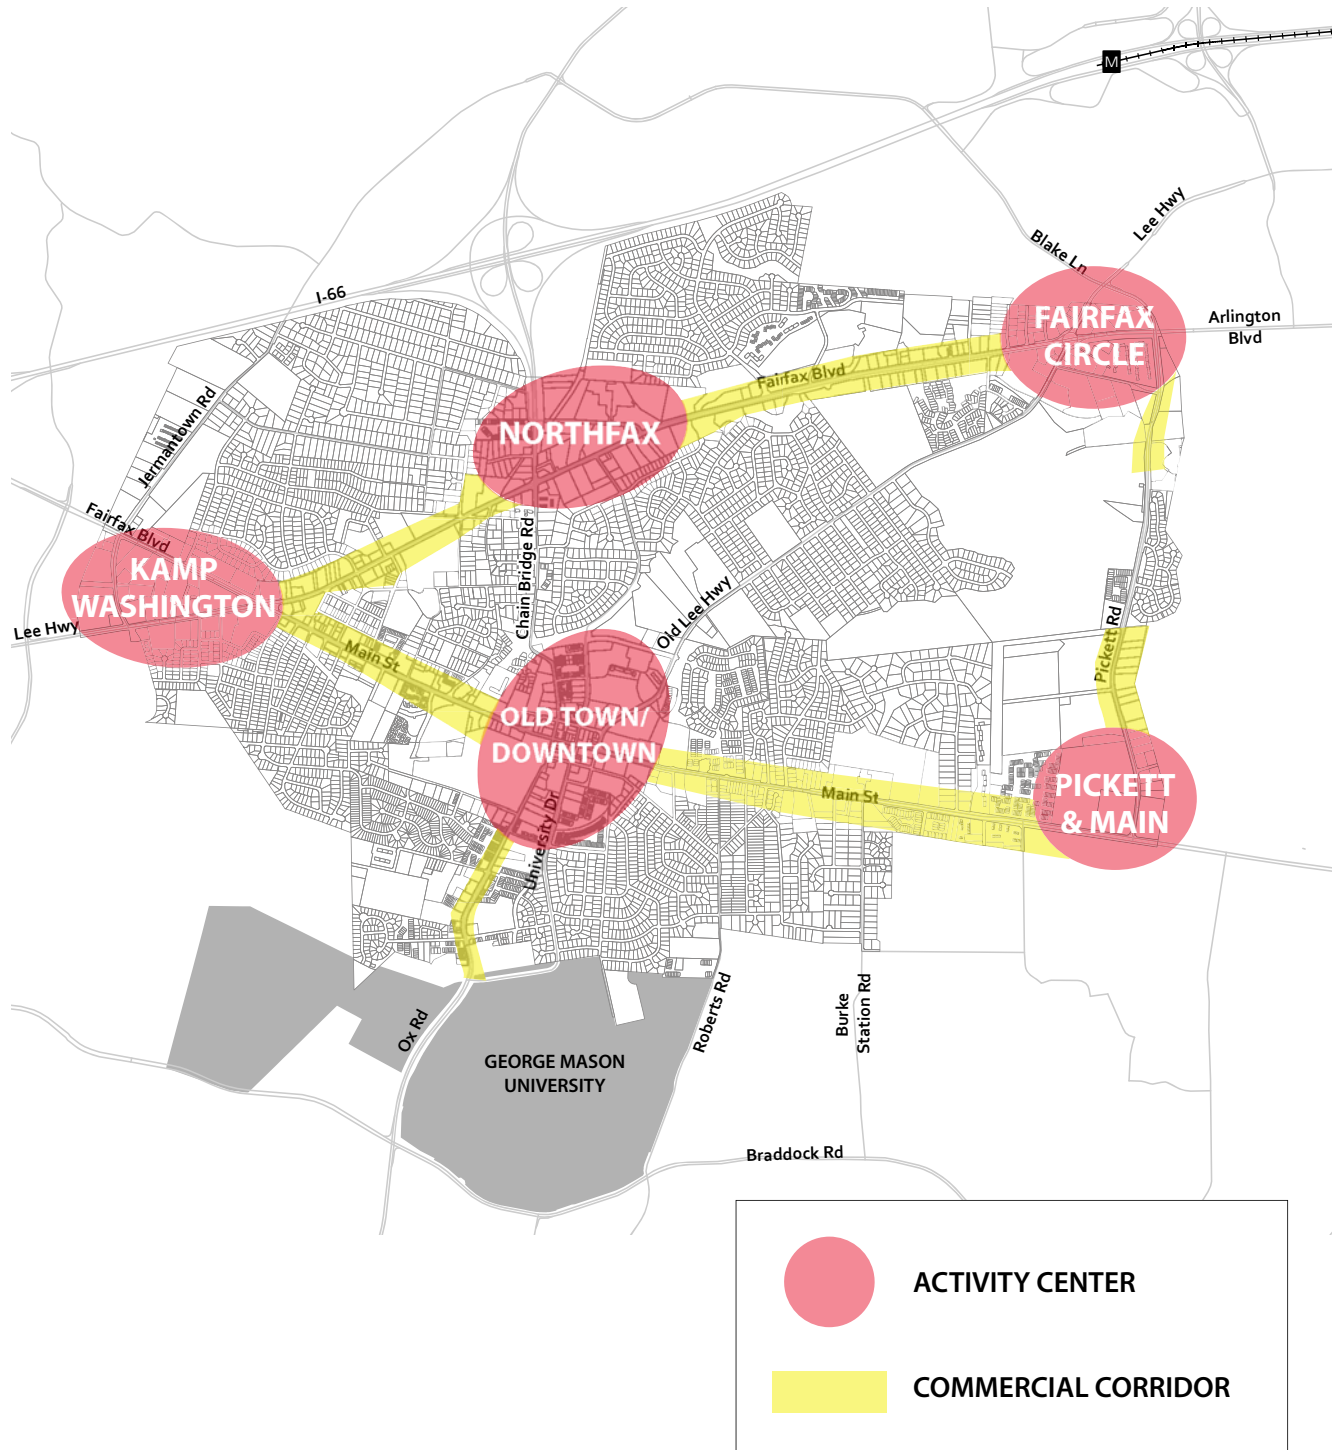 M
Lee Hwy
Blake Ln
I-66
Arlington
Blvd
FAIRFAX
CIRCLE
Fairfax Blvd
Jermantown Rd
NORTHFAX
Fairfax Blvd
Chain Bridge Rd
KAMP
WASHINGTON
Lee Hwy
Old Lee Hwy
Main St
Pickett Rd
OLD TOWN/
DOWNTOWN
Main St
PICKETT
& MAIN
University Dr
Ox Rd
Roberts Rd
Burke
Station Rd
GEORGE MASON
UNIVERSITY
Braddock Rd
ACTIVITY CENTER
COMMERCIAL CORRIDOR